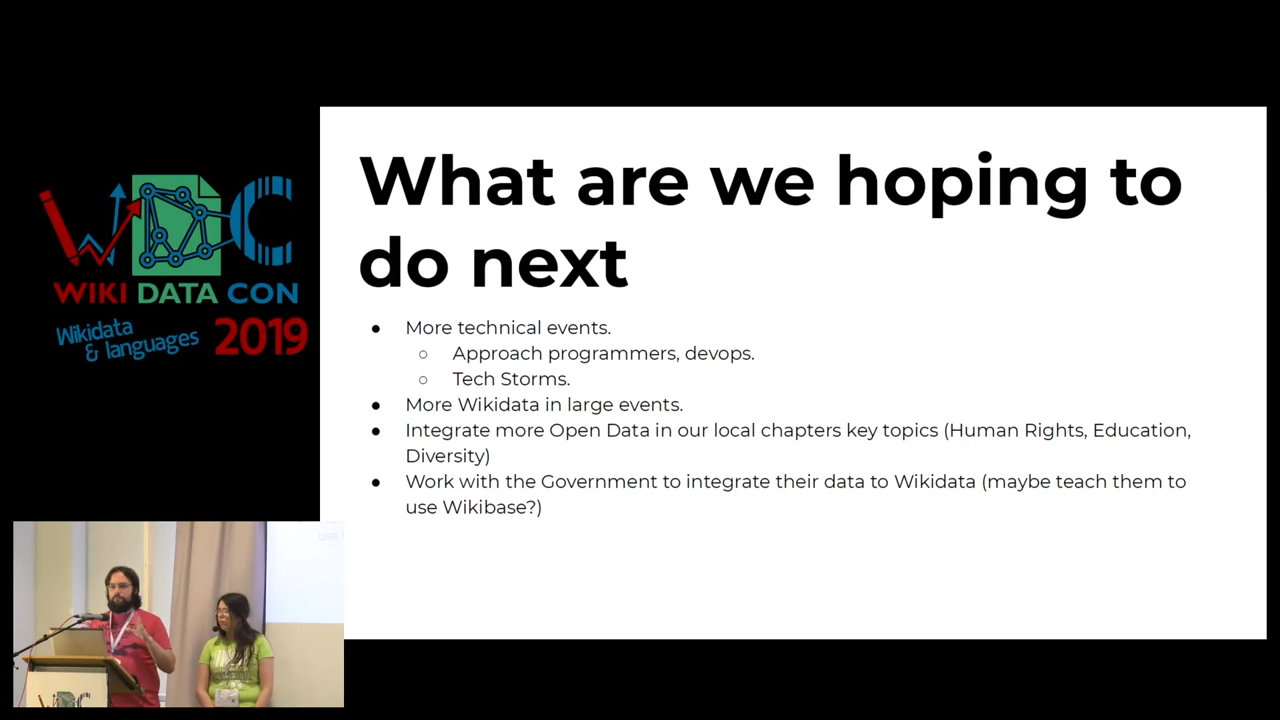 WDC
WIKI DATA CON
Wikidata
& languages 2019
What are we hoping to
do next
● More technical events.
○ Approach programmers, devops.
○ Tech Storms.
● More Wikidata in large events.
● Integrate more Open Data in our local chapters key topics (Human Rights, Education,
Diversity)
● Work with the Government to integrate their data to Wikidata (maybe teach them to
use Wikibase?)
use